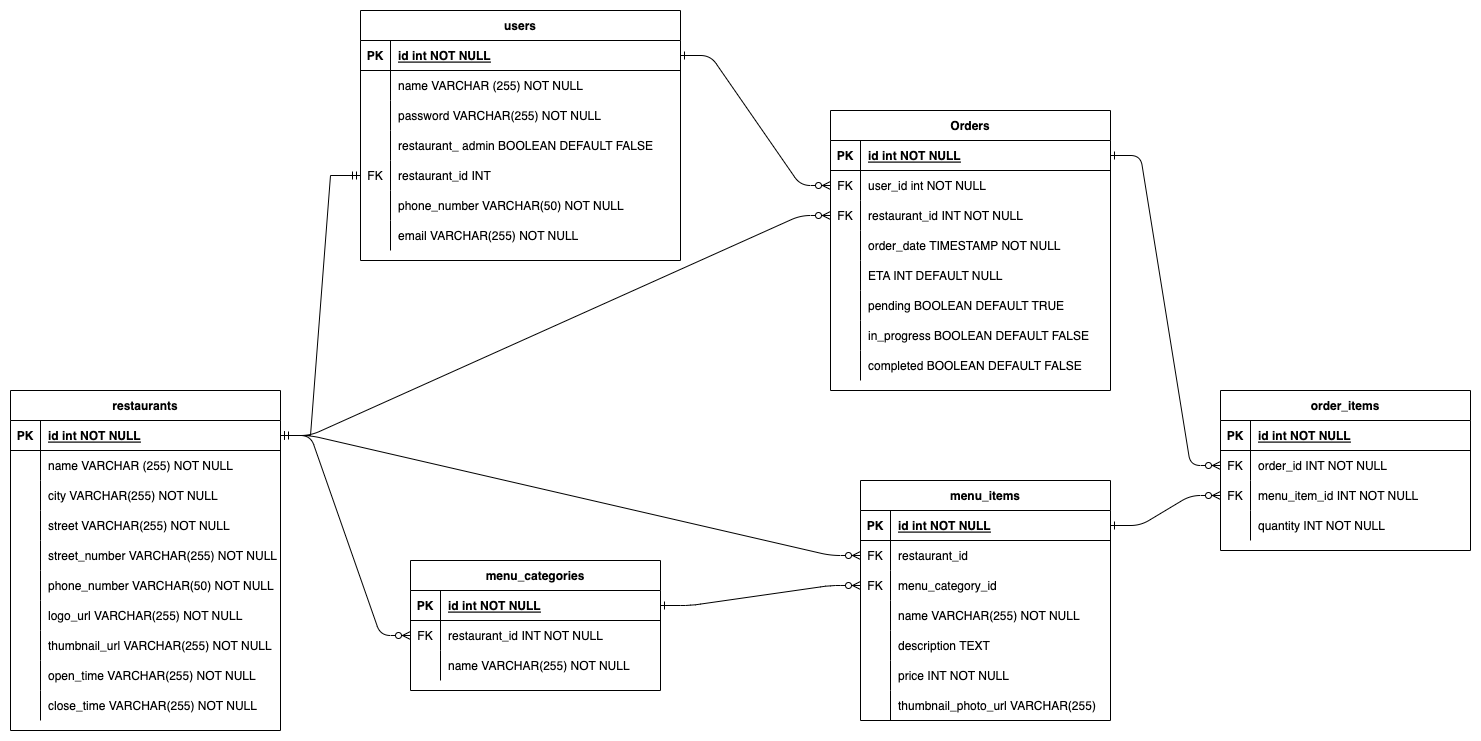 users
PK id int NOT NULL
name VARCHAR (255) NOT NULL
password VARCHAR(255) NOT NULL
restaurant_ admin BOOLEAN DEFAULT FALSE
FK restaurant_id INT
phone_number VARCHAR(50) NOT NULL
email VARCHAR(255) NOT NULL
Orders
PK id int NOT NULL
FK user_id int NOT NULL
FK restaurant_id INT NOT NULL
order_date TIMESTAMP NOT NULL
ETA INT DEFAULT NULL
pending BOOLEAN DEFAULT TRUE
in_progress BOOLEAN DEFAULT FALSE
completed BOOLEAN DEFAULT FALSE
restaurants
PK id int NOT NULL
name VARCHAR (255) NOT NULL
city VARCHAR(255) NOT NULL
street VARCHAR(255) NOT NULL
street_number VARCHAR(255) NOT NULL
phone_number VARCHAR(50) NOT NULL
logo_url VARCHAR(255) NOT NULL
thumbnail_url VARCHAR(255) NOT NULL
open_time VARCHAR(255) NOT NULL
close_time VARCHAR(255) NOT NULL
menu_categories
PK id int NOT NULL
FK restaurant_id INT NOT NULL
name VARCHAR(255) NOT NULL
menu_items
PK id int NOT NULL
FK restaurant_id
FK menu_category_id
name VARCHAR(255) NOT NULL
description TEXT
price INT NOT NULL
thumbnail_photo_url VARCHAR(255)
order_items
PK id int NOT NULL
FK order_id INT NOT NULL
FK menu_item_id INT NOT NULL
quantity INT NOT NULL